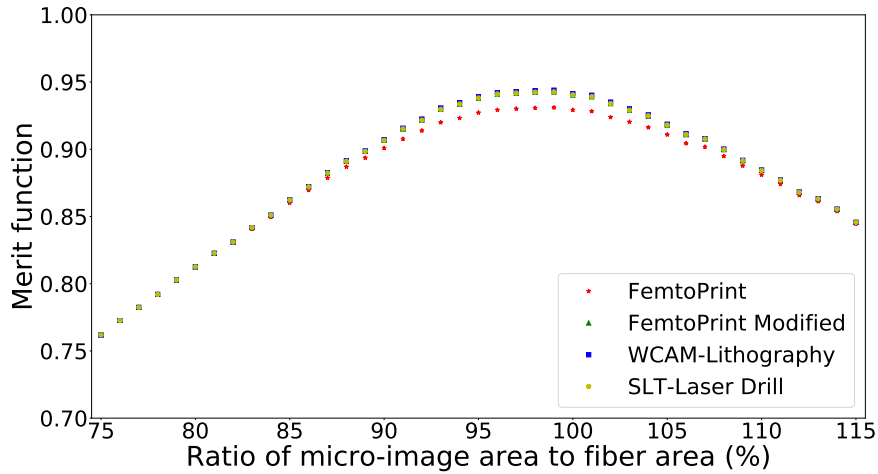 1.00
0.95
0.90
0.85
0.80
0.75
0.70
Merit function
FemtoPrint
FemtoPrint Modified
WCAM-Lithography
SLT-Laser Drill
75 80 85 90 95 100 105 110 115
Ratio of micro-image area to fiber area (%)